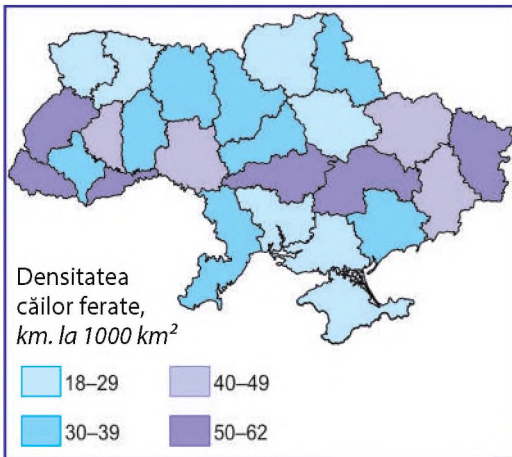 Densitatea
căilor ferate,
km. la 1000 km²
18–29
40–49
30–39
50–62